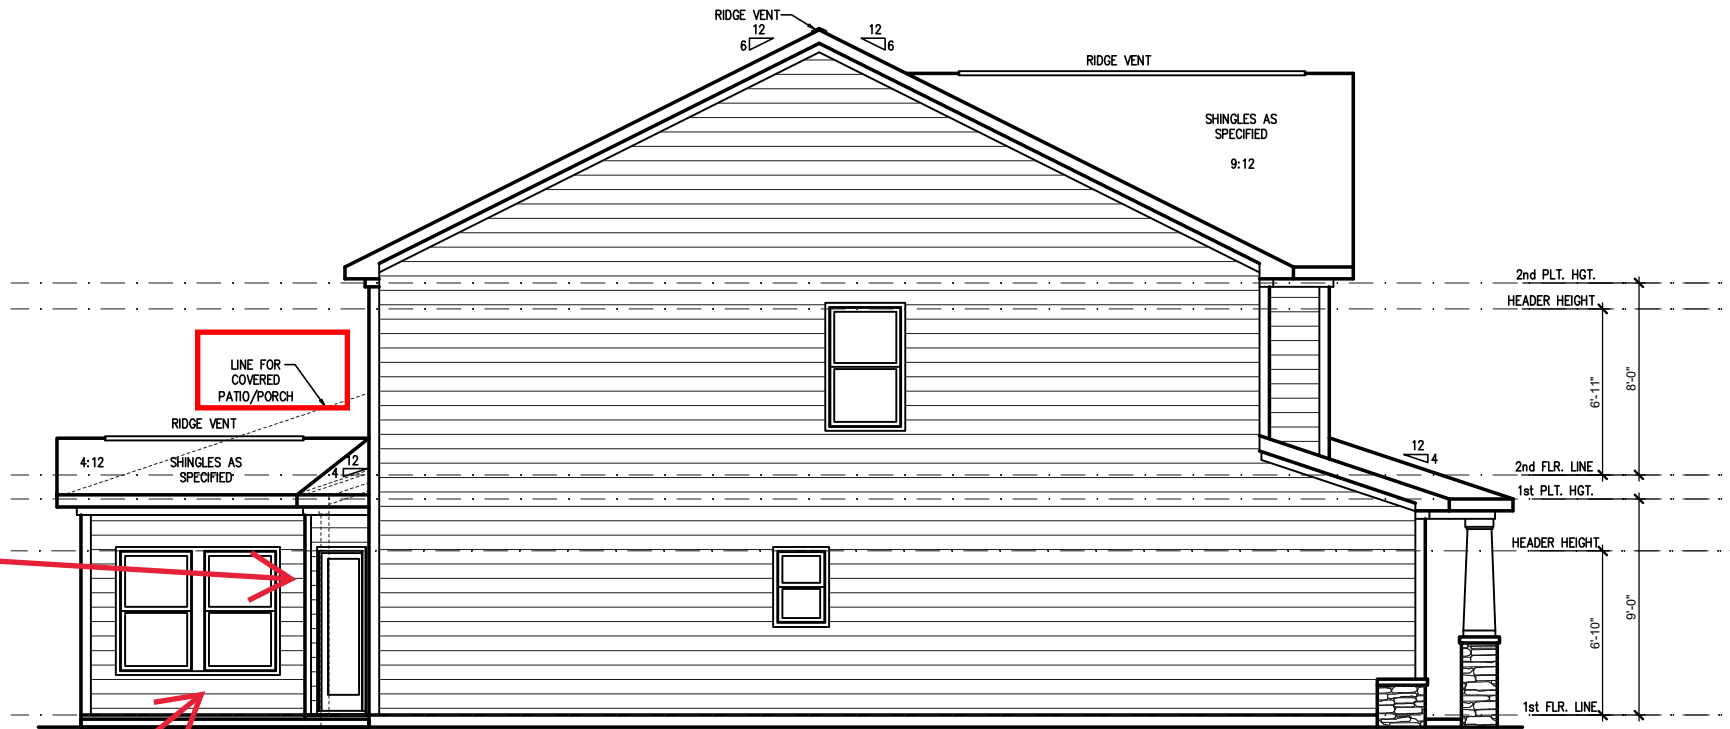 RIDGE VENT
12
6
12
6
RIDGE VENT
SHINGLES AS
SPECIFIED
9:12
2nd PLT. HGT.
HEADER HEIGHT
LINE FOR
COVERED
PATIO/PORCH
6'-11"
8'-0"
RIDGE VENT
4:12
SHINGLES AS
SPECIFIED
12
4
12
4
2nd FLR. LINE
1st PLT. HGT.
HEADER HEIGHT
6'-10"
9'-0"
1st FLR. LINE